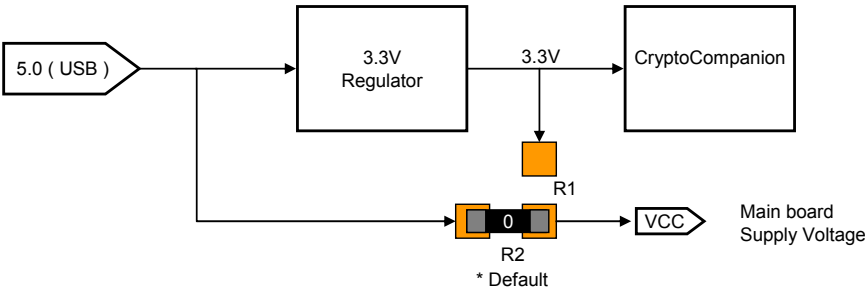 5.0 ( USB )
3.3V
Regulator
3.3V
CryptoCompanion
R1
0
R2
* Default
VCC
Main board
Supply Voltage